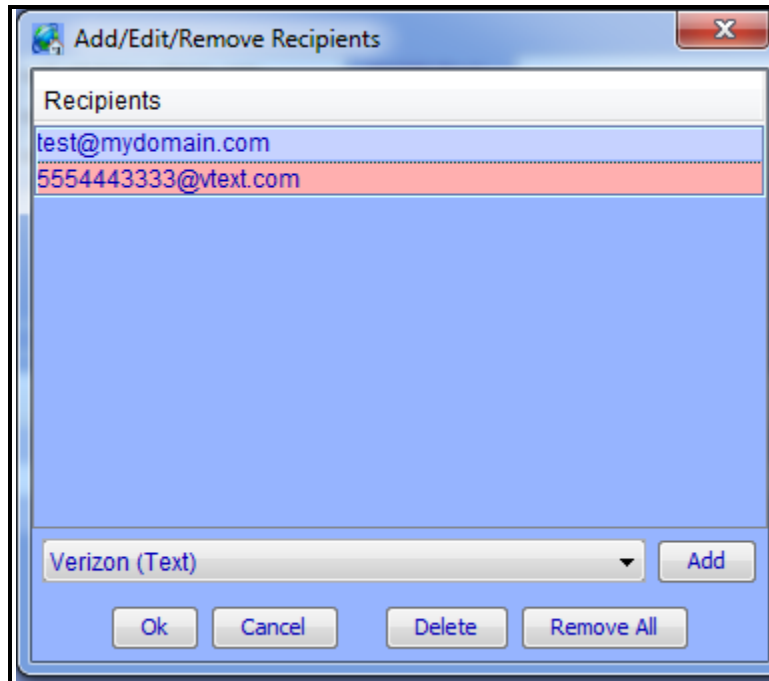 Add/Edit/Remove Recipients
Recipients
test@mydomain.com
5554443333@vtext.com
Verizon (Text)
Add
Ok Cancel Delete Remove All